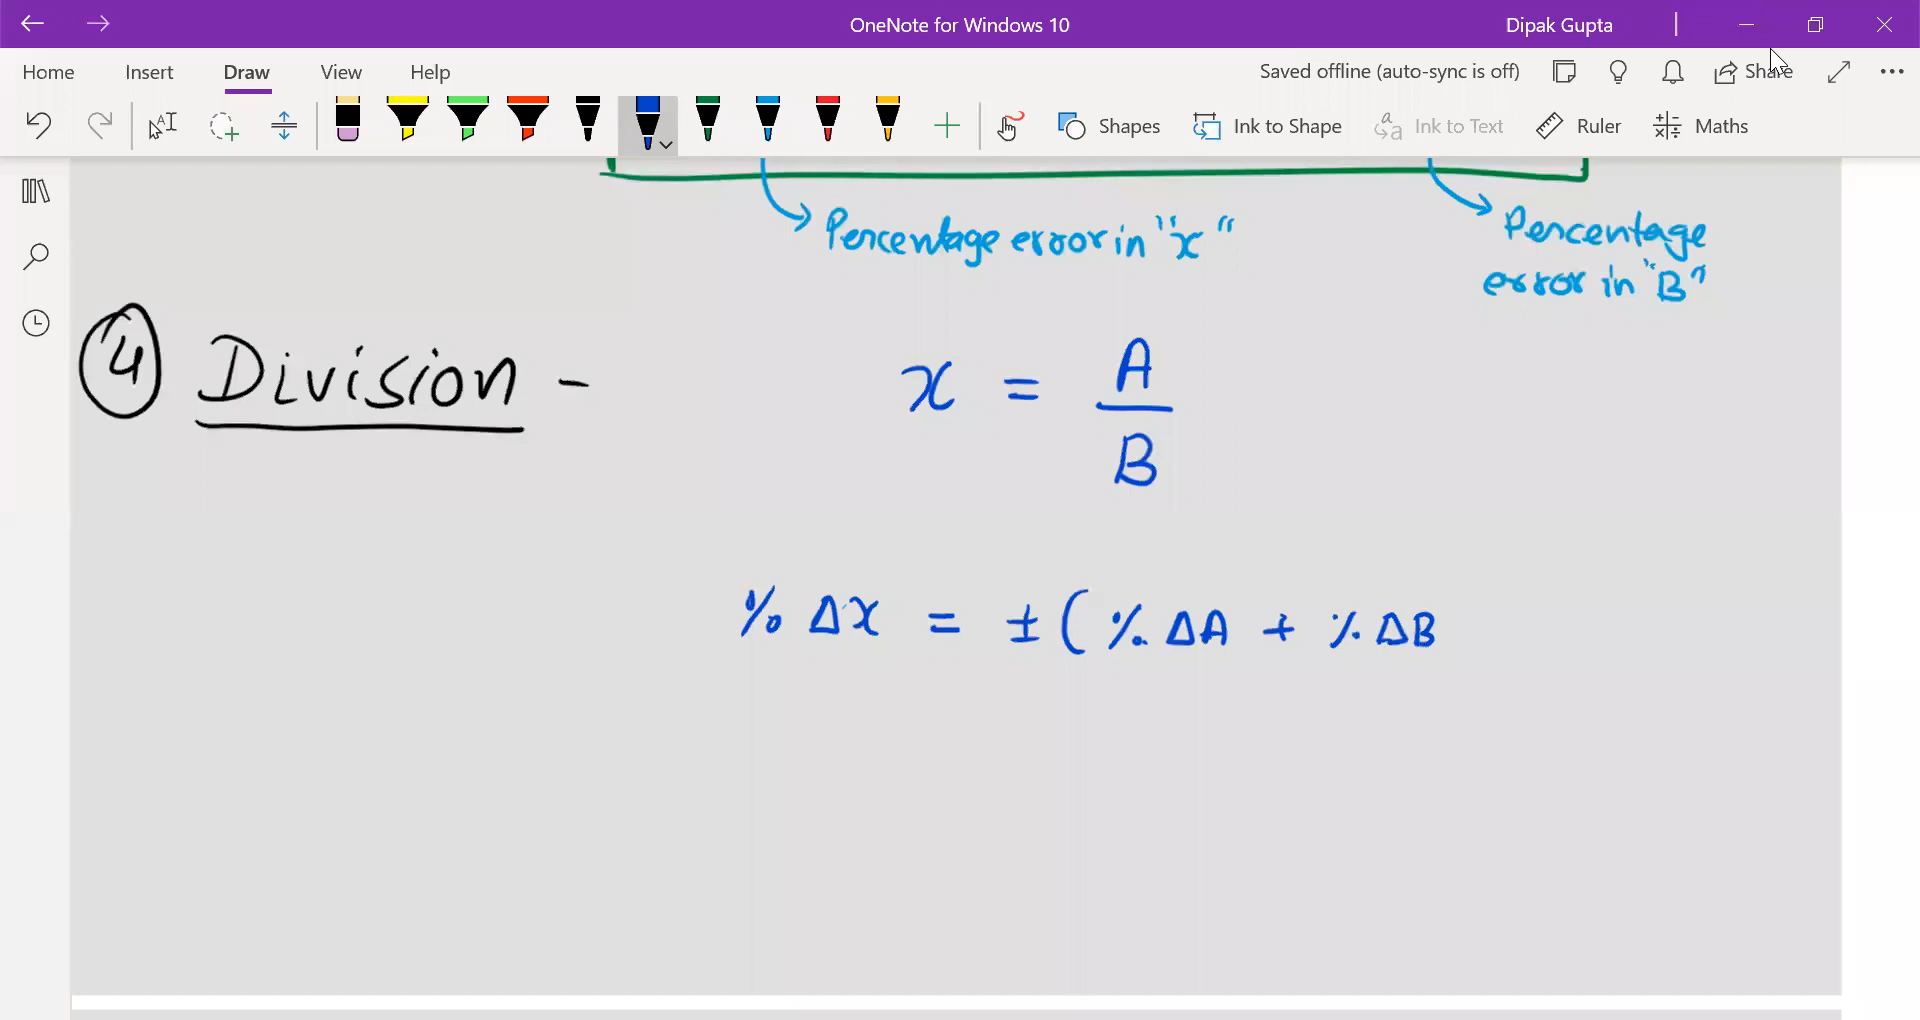 OneNote for Windows 10
Dipak Gupta
Home Insert Draw View Help
Saved offline (auto-sync is off) Share
Shapes Ink to Shape Ink to Text Ruler Maths
Percentage error in "x"
Percentage
error in "B"
4 Division -
x = A
B
% Δx = ± ( % ΔA + % ΔB